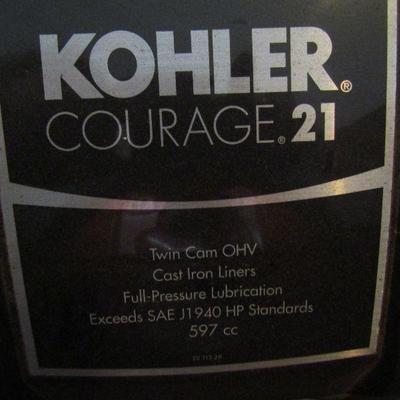 KOHLER®
COURAGE® 21
Twin Cam OHV
Cast Iron Liners
Full-Pressure Lubrication
Exceeds SAE J1940 HP Standards
597 cc